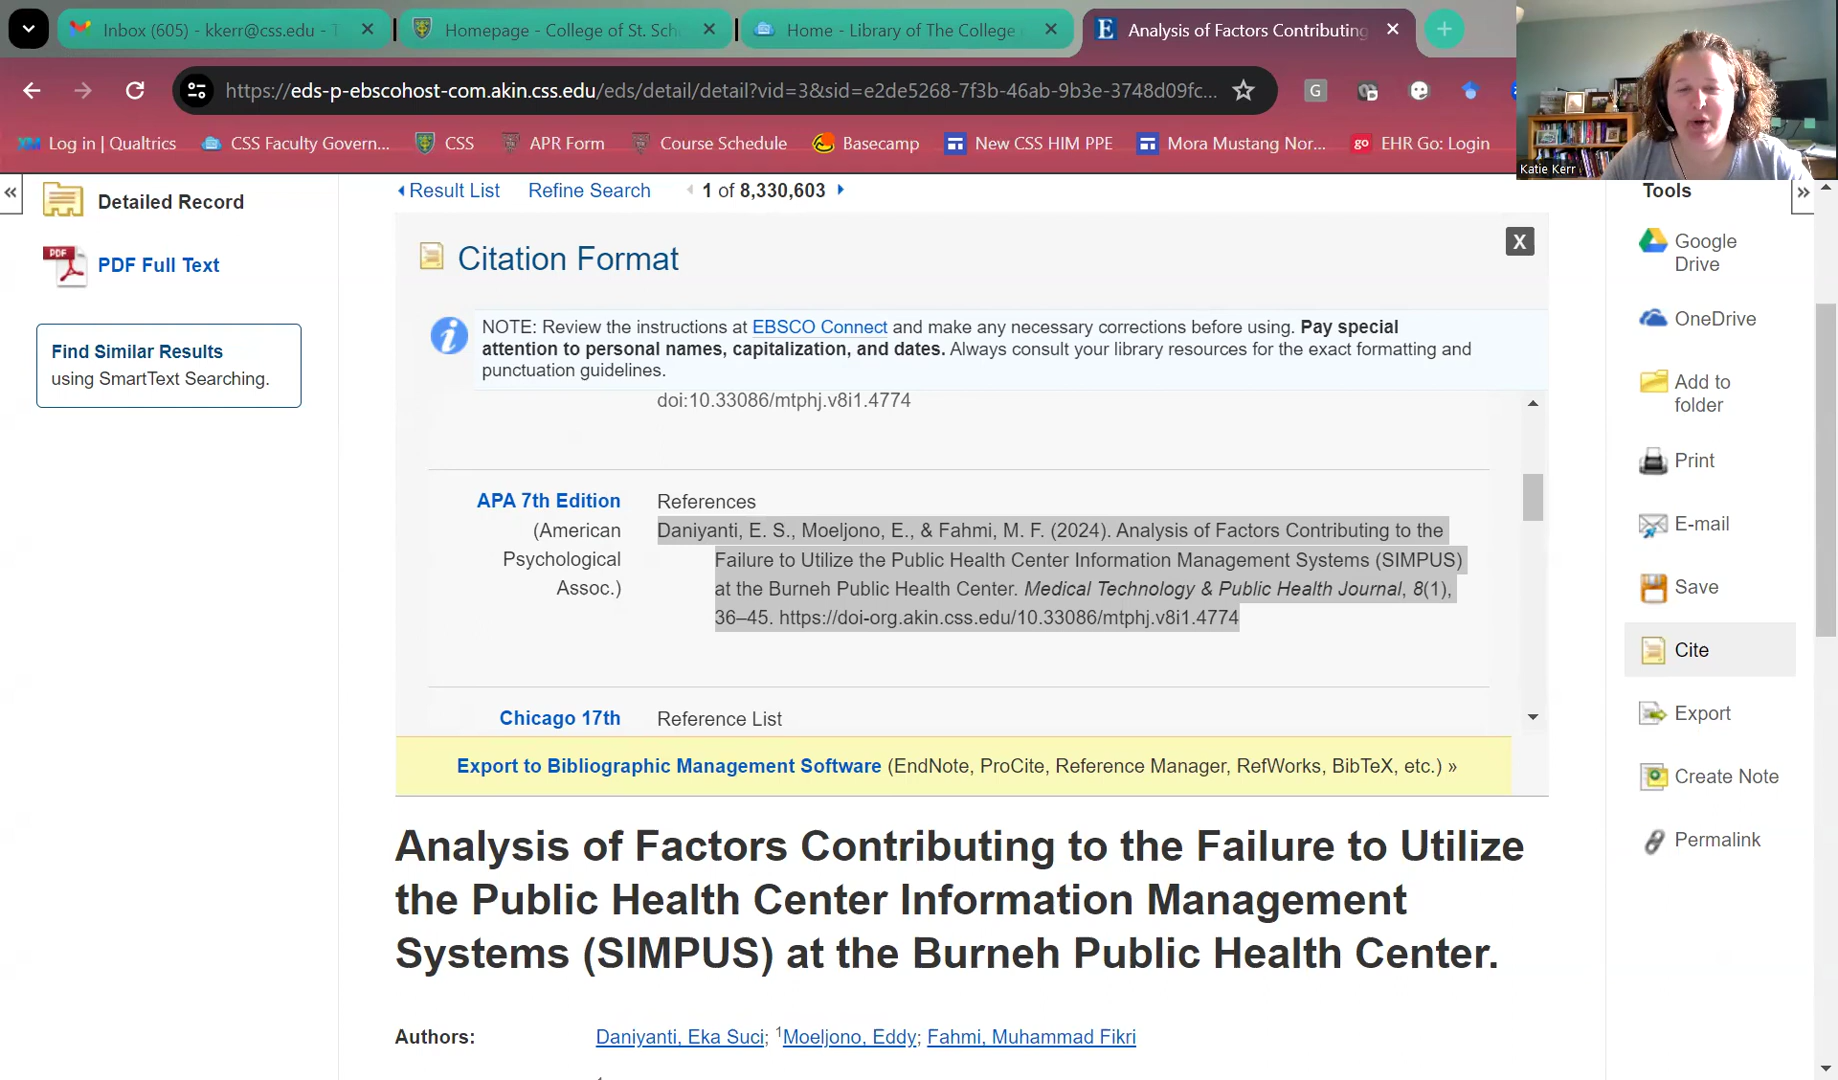 Inbox (605) - kkerr@css.edu - T
Homepage - College of St. Sch
Home - Library of The College
Analysis of Factors Contributing
https://eds-p-ebscohost-com.akin.css.edu/eds/detail/detail?vid=3&sid=e2de5268-7f3b-46ab-9b3e-3748d09fc...
Log in | Qualtrics
CSS Faculty Govern...
CSS
APR Form
Course Schedule
Basecamp
New CSS HIM PPE
Mora Mustang Nor...
go EHR Go: Login
Katie Kerr
Detailed Record
PDF PDF Full Text
Find Similar Results
using SmartText Searching.
Result List Refine Search 1 of 8,330,603
Citation Format
X
NOTE: Review the instructions at EBSCO Connect and make any necessary corrections before using. Pay special
attention to personal names, capitalization, and dates. Always consult your library resources for the exact formatting and
punctuation guidelines.
doi:10.33086/mtphj.v8i1.4774
APA 7th Edition
(American
Psychological
Assoc.)
References
Daniyanti, E. S., Moeljono, E., & Fahmi, M. F. (2024). Analysis of Factors Contributing to the
Failure to Utilize the Public Health Center Information Management Systems (SIMPUS)
at the Burneh Public Health Center. Medical Technology & Public Health Journal, 8(1),
36–45. https://doi-org.akin.css.edu/10.33086/mtphj.v8i1.4774
Chicago 17th
Reference List
Export to Bibliographic Management Software (EndNote, ProCite, Reference Manager, RefWorks, BibTeX, etc.) »
Analysis of Factors Contributing to the Failure to Utilize
the Public Health Center Information Management
Systems (SIMPUS) at the Burneh Public Health Center.
Authors:
Daniyanti, Eka Suci; 1Moeljono, Eddy; Fahmi, Muhammad Fikri
Tools
Google
Drive
OneDrive
Add to
folder
Print
E-mail
Save
Cite
Export
Create Note
Permalink